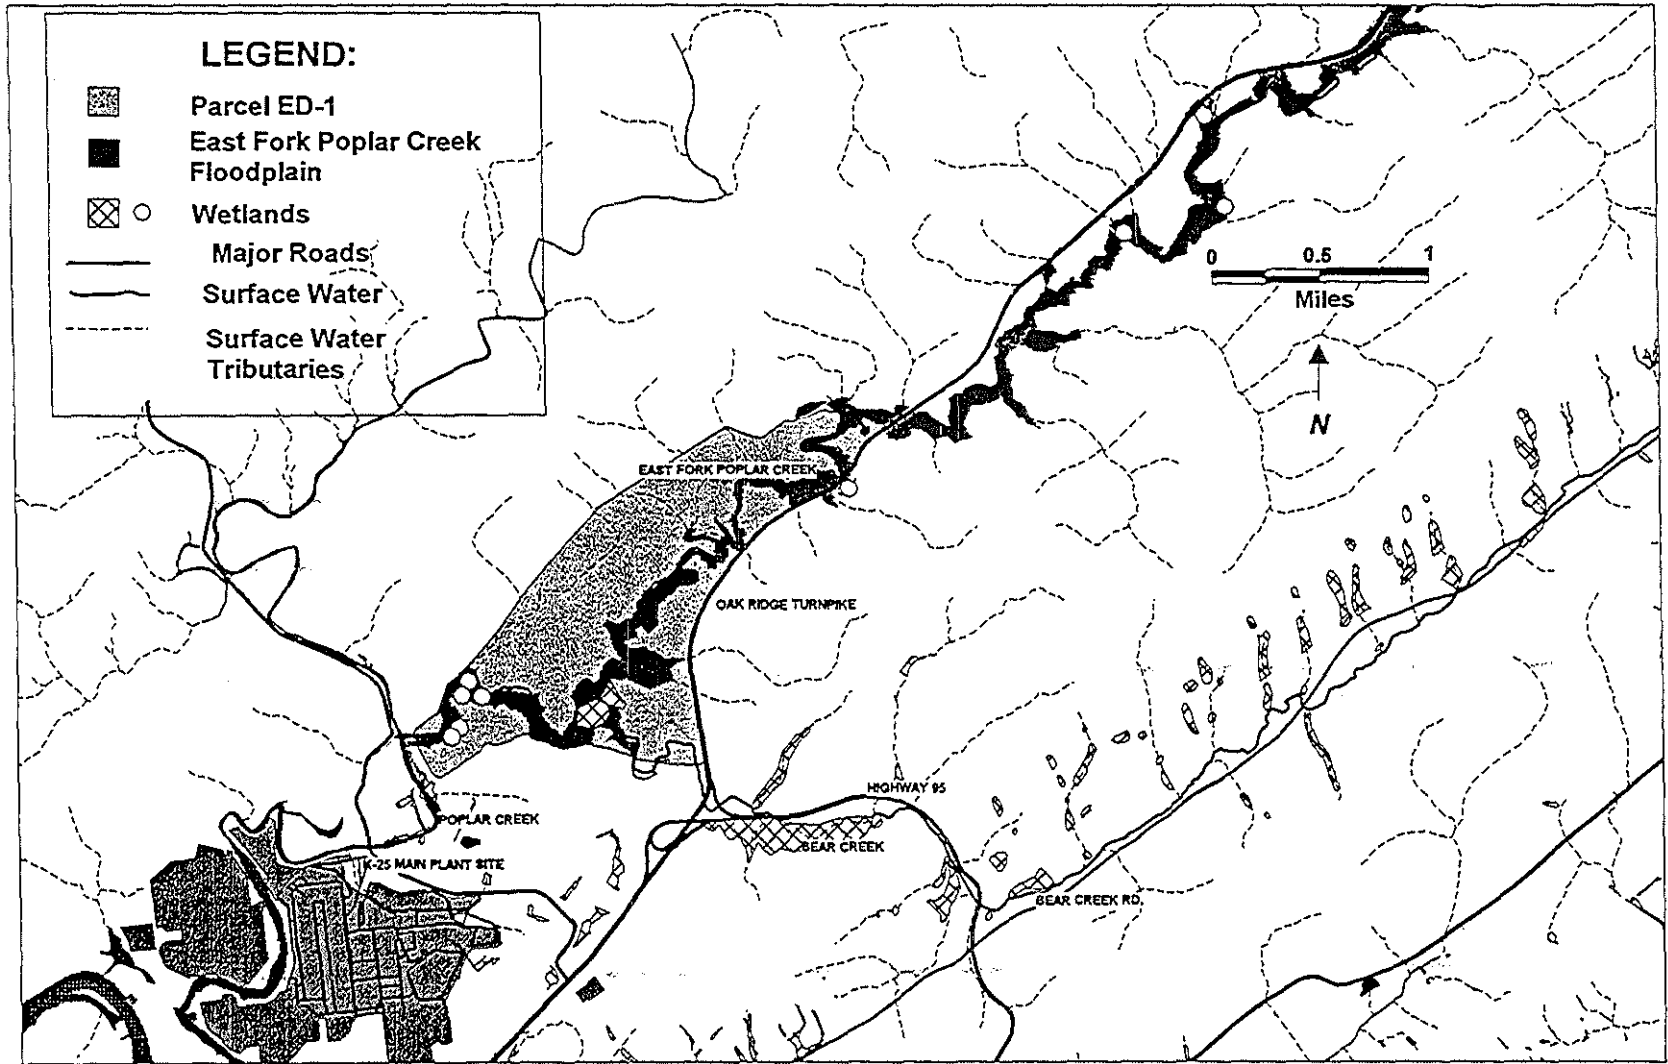 LEGEND:
Parcel ED-1
East Fork Poplar Creek
Floodplain
Wetlands
Major Roads
Surface Water
Surface Water
Tributaries
0 0.5 1
Miles
N
EAST FORK POPLAR CREEK
OAK RIDGE TURNPIKE
HIGHWAY 95
POPLAR CREEK
BEAR CREEK
K-25 MAIN PLANT SITE
BEAR CREEK RD.